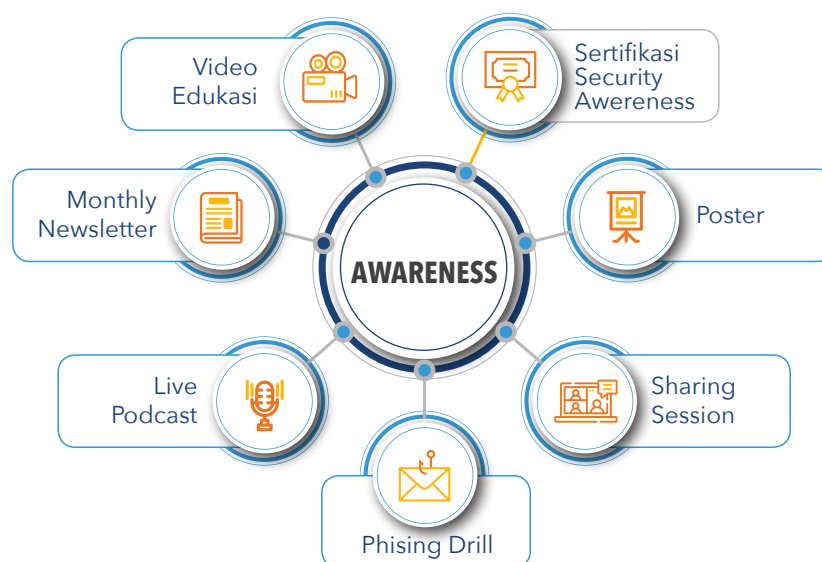 Video
Edukasi
Sertifikasi
Security
Awereness
Monthly
Newsletter
Poster
AWARENESS
Live
Podcast
Sharing
Session
Phising Drill